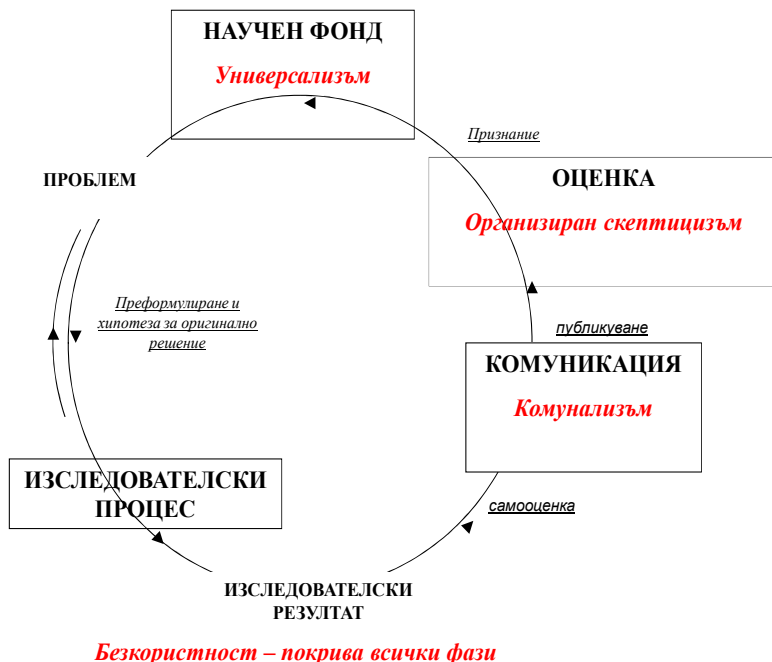 НАУЧЕН ФОНД
Универсализъм
Признание
ПРОБЛЕМ
ОЦЕНКА
Организиран скептицизъм
Преформулиране и
хипотеза за оригинално
решение
публикуване
КОМУНИКАЦИЯ
Комунализъм
ИЗСЛЕДОВАТЕЛСКИ
ПРОЦЕС
самооценка
ИЗСЛЕДОВАТЕЛСКИ
РЕЗУЛТАТ
Безкористност – покрива всички фази